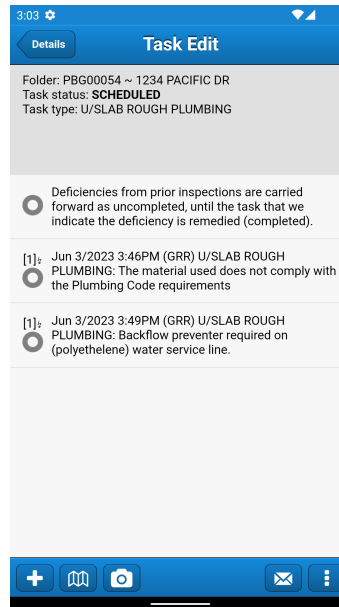 3:03
Details
Task Edit
Folder: PBG00054 ~ 1234 PACIFIC DR
Task status: SCHEDULED
Task type: U/SLAB ROUGH PLUMBING
Deficiencies from prior inspections are carried
forward as uncompleted, until the task that we
indicate the deficiency is remedied (completed).
[1] Jun 3/2023 3:46PM (GRR) U/SLAB ROUGH
PLUMBING: The material used does not comply with
the Plumbing Code requirements
[1] Jun 3/2023 3:49PM (GRR) U/SLAB ROUGH
PLUMBING: Backflow preventer required on
(polyethelene) water service line.